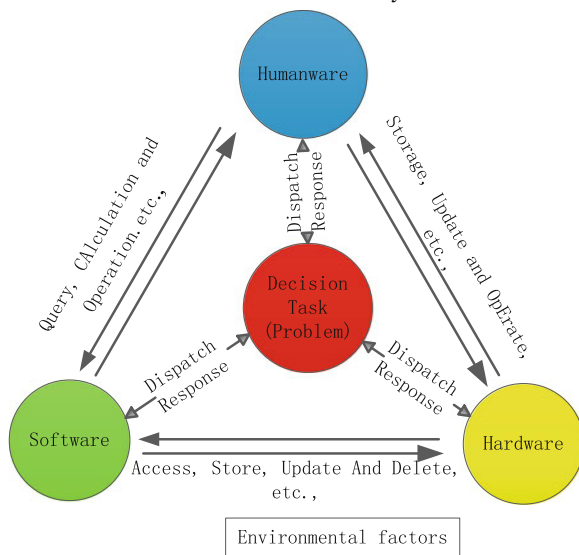 Humanware
Query, CAlculation and
Operation.etc.,
Dispatch
Response
Storage, Update and OpErate,
etc.,
Decision
Task
(Problem)
Dispatch
Response
Dispatch
Response
Software
Hardware
Access, Store, Update And Delete,
etc.,
Environmental factors